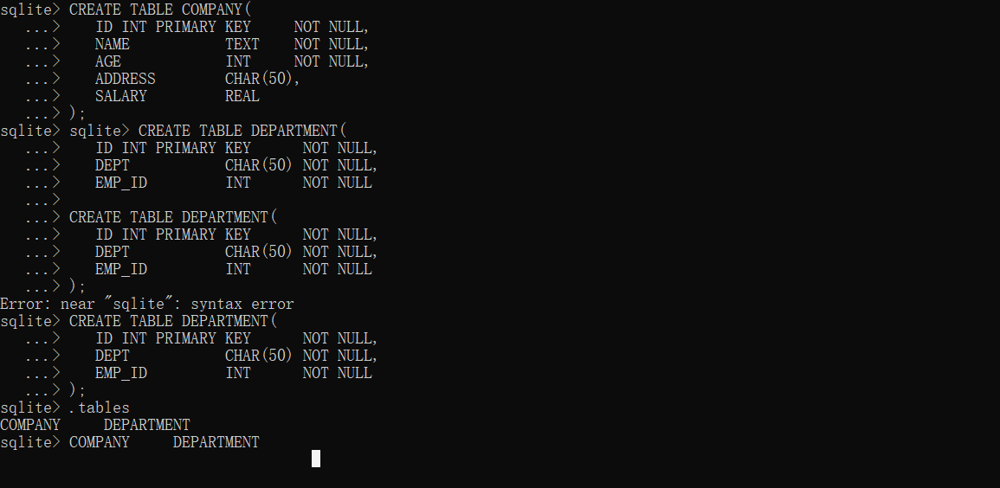 sqlite> CREATE TABLE COMPANY(
   ...>    ID INT PRIMARY KEY     NOT NULL,
   ...>    NAME           TEXT    NOT NULL,
   ...>    AGE            INT     NOT NULL,
   ...>    ADDRESS        CHAR(50),
   ...>    SALARY         REAL
   ...> );
sqlite> sqlite> CREATE TABLE DEPARTMENT(
   ...>    ID INT PRIMARY KEY      NOT NULL,
   ...>    DEPT           CHAR(50) NOT NULL,
   ...>    EMP_ID         INT      NOT NULL
   ...>
   ...> CREATE TABLE DEPARTMENT(
   ...>    ID INT PRIMARY KEY      NOT NULL,
   ...>    DEPT           CHAR(50) NOT NULL,
   ...>    EMP_ID         INT      NOT NULL
   ...> );
Error: near "sqlite": syntax error
sqlite> CREATE TABLE DEPARTMENT(
   ...>    ID INT PRIMARY KEY      NOT NULL,
   ...>    DEPT           CHAR(50) NOT NULL,
   ...>    EMP_ID         INT      NOT NULL
   ...> );
sqlite> .tables
COMPANY     DEPARTMENT
sqlite> COMPANY     DEPARTMENT